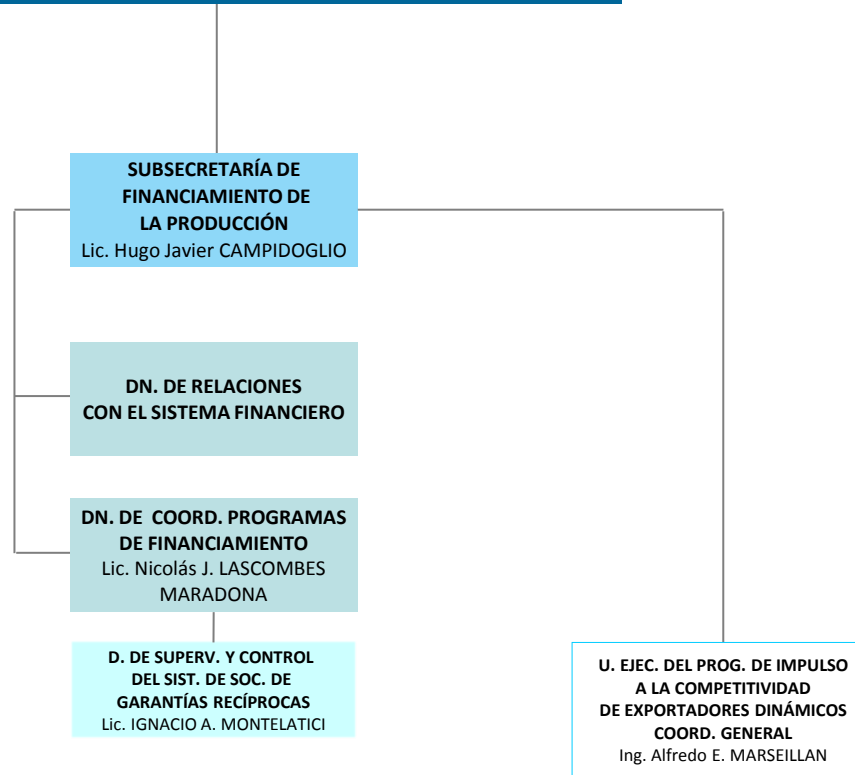 SUBSECRETARÍA DE
FINANCIAMIENTO DE
LA PRODUCCIÓN
Lic. Hugo Javier CAMPIDOGLIO
DN. DE RELACIONES
CON EL SISTEMA FINANCIERO
DN. DE COORD. PROGRAMAS
DE FINANCIAMIENTO
Lic. Nicolás J. LASCOMBES
MARADONA
D. DE SUPERV. Y CONTROL
DEL SIST. DE SOC. DE
GARANTÍAS RECÍPROCAS
Lic. IGNACIO A. MONTELATICI
U. EJEC. DEL PROG. DE IMPULSO
A LA COMPETITIVIDAD
DE EXPORTADORES DINÁMICOS
COORD. GENERAL
Ing. Alfredo E. MARSEILLAN